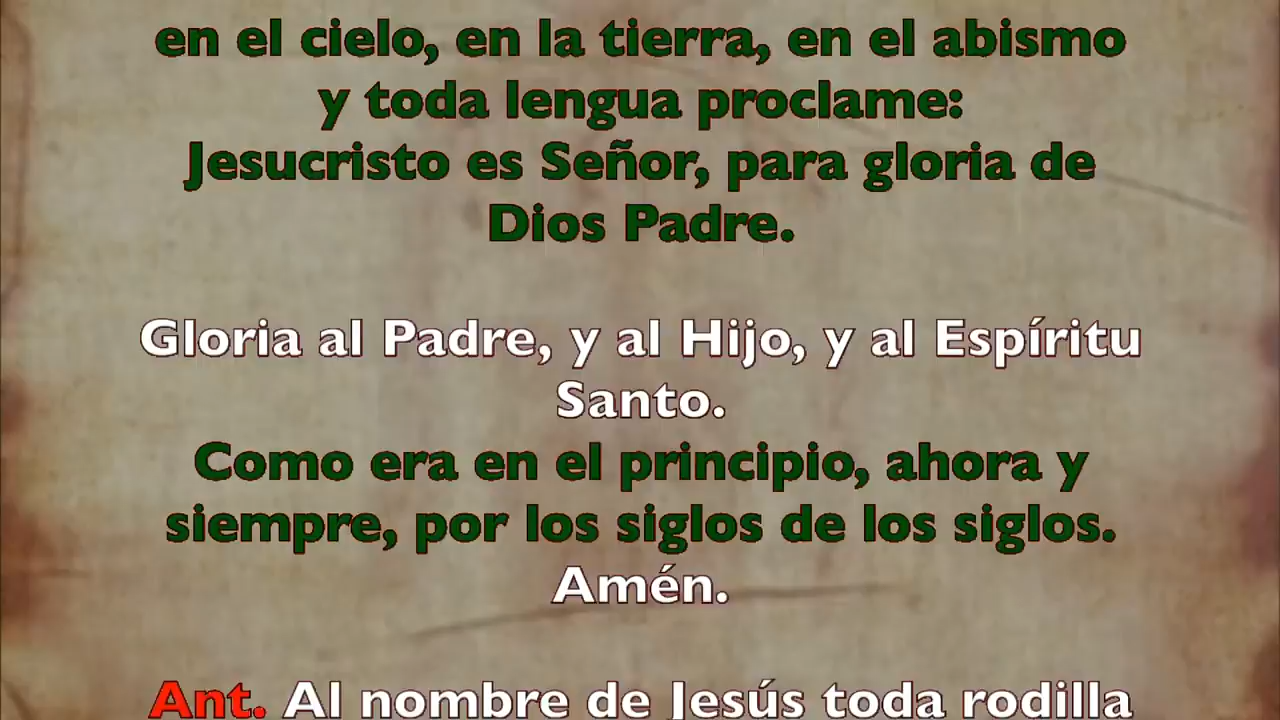 en el cielo, en la tierra, en el abismo
y toda lengua proclame:
Jesucristo es Señor, para gloria de
Dios Padre.
Gloria al Padre, y al Hijo, y al Espíritu
Santo.
Como era en el principio, ahora y
siempre, por los siglos de los siglos.
Amén.
Ant. Al nombre de Jesús toda rodilla